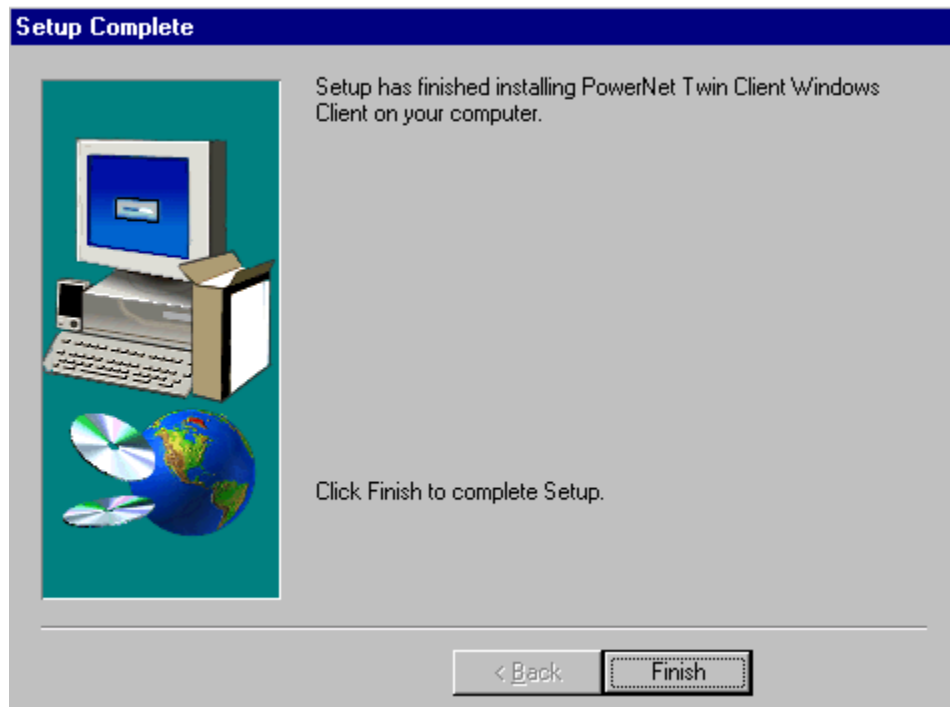 Setup Complete
Setup has finished installing PowerNet Twin Client Windows
Client on your computer.
Click Finish to complete Setup.
< Back
Finish